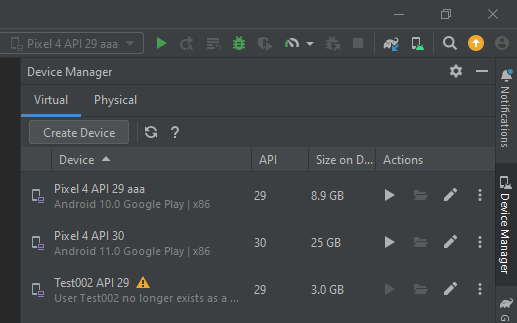 Pixel 4 API 29 aaa
Device Manager
Virtual Physical
Create Device ?
Device API Size on D... Actions
Pixel 4 API 29 aaa 29 8.9 GB
Android 10.0 Google Play | x86
Pixel 4 API 30 30 25 GB
Android 11.0 Google Play | x86
Test002 API 29 29 3.0 GB
User Test002 no longer exists as a ...
Notifications
Device Manager
G